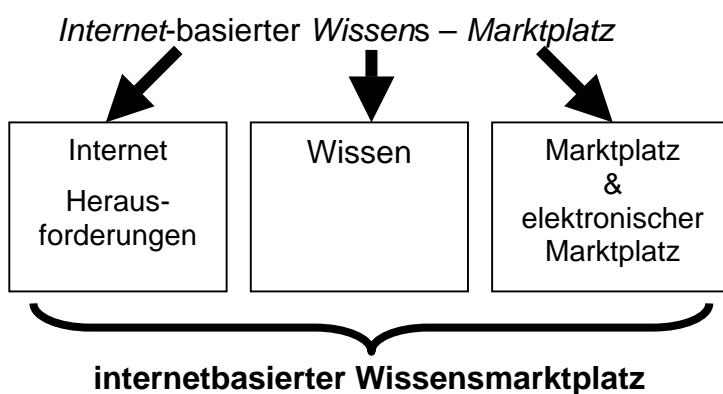 Internet-basierter Wissens – Marktplatz
Internet
Heraus-
forderungen
Wissen
Marktplatz
&
elektronischer
Marktplatz
internetbasierter Wissensmarktplatz